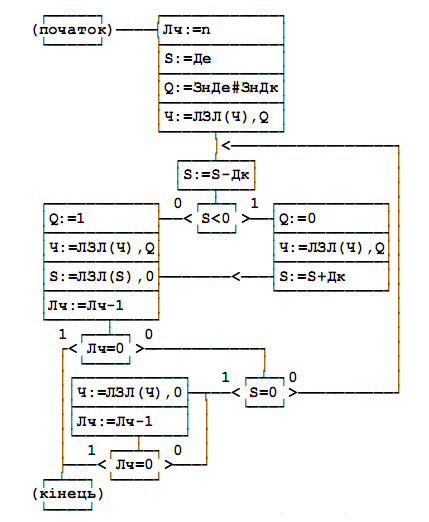 (початок) Лч:=n
S:=Де
Q:=ЗнДе#ЗнДк
Ч:=ЛЗЛ(Ч),Q
<
S:=S-Дк
0 1
Q:=1 < S<0 > Q:=0
Ч:=ЛЗЛ(Ч),Q Ч:=ЛЗЛ(Ч),Q
S:=ЛЗЛ(S),0 < S:=S+Дк
Лч:=Лч-1
1 0
< Лч=0 >
1 0
Ч:=ЛЗЛ(Ч),0 < S=0 >
Лч:=Лч-1
1 0
< Лч=0 >
(кінець)